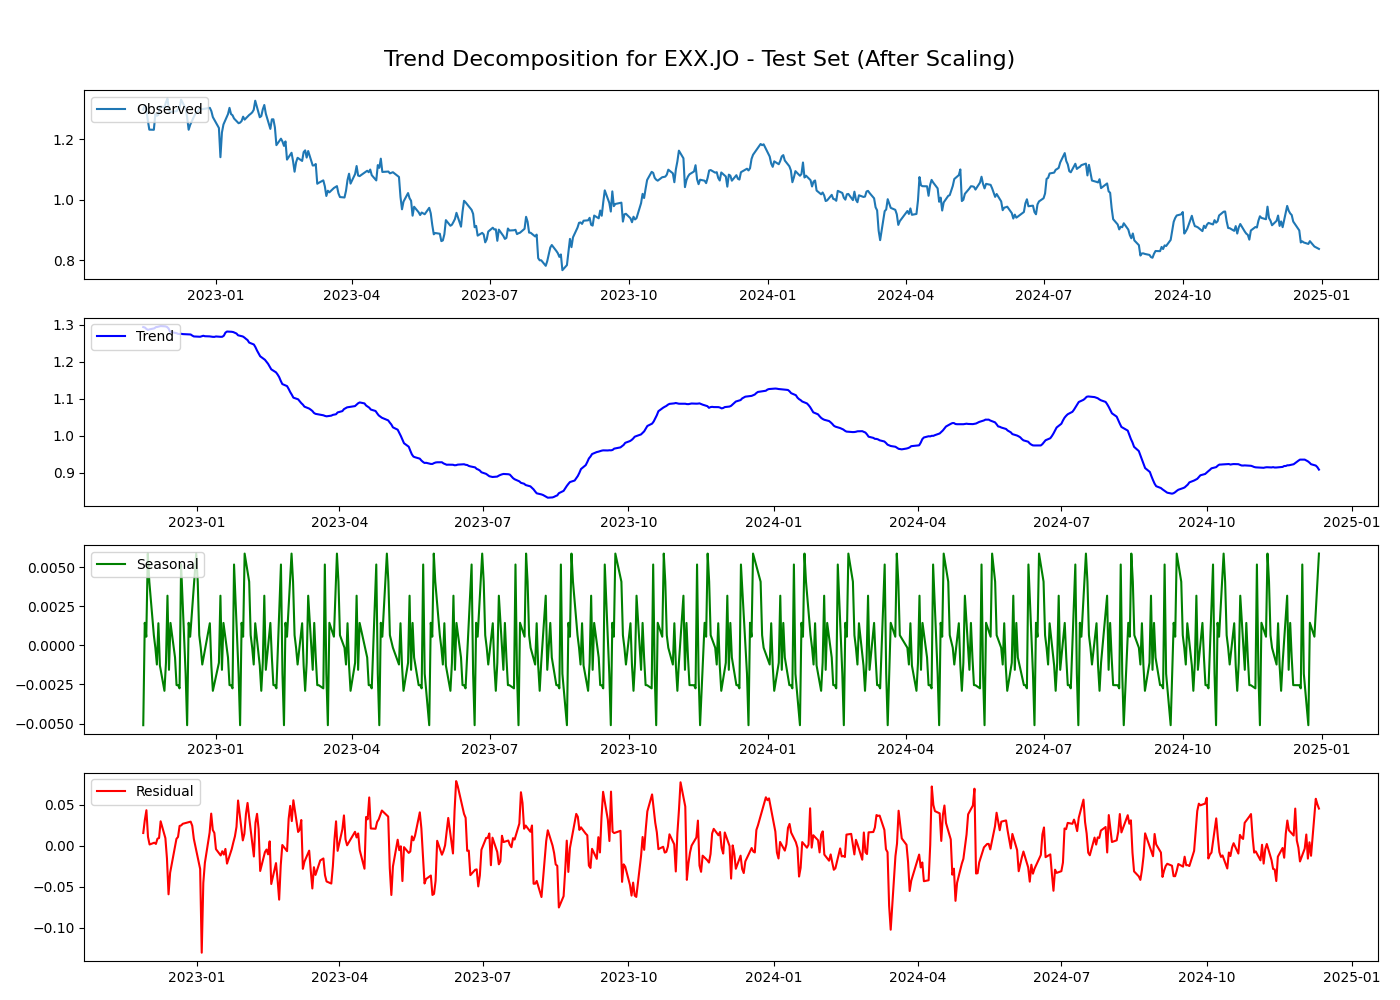 Trend Decomposition for EXX.JO - Test Set (After Scaling)
Observed
1.2
1.0
0.8
2023-01 2023-04 2023-07 2023-10 2024-01 2024-04 2024-07 2024-10 2025-01
Trend
1.3
1.2
1.1
1.0
0.9
2023-01 2023-04 2023-07 2023-10 2024-01 2024-04 2024-07 2024-10 2025-01
Seasonal
0.0050
0.0025
0.0000
−0.0025
−0.0050
2023-01 2023-04 2023-07 2023-10 2024-01 2024-04 2024-07 2024-10 2025-01
Residual
0.05
0.00
−0.05
−0.10
2023-01 2023-04 2023-07 2023-10 2024-01 2024-04 2024-07 2024-10 2025-01